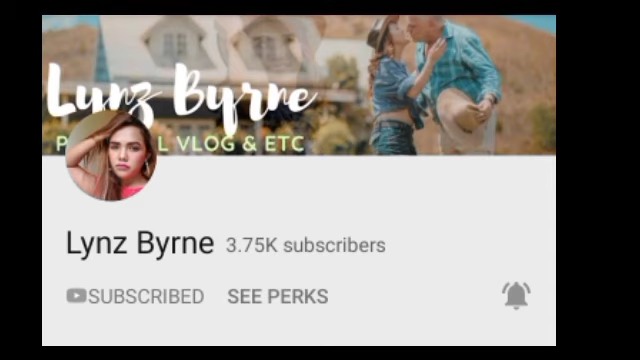 Lynz Byrne
L VLOG & ETC
Lynz Byrne 3.75K subscribers
SUBSCRIBED SEE PERKS